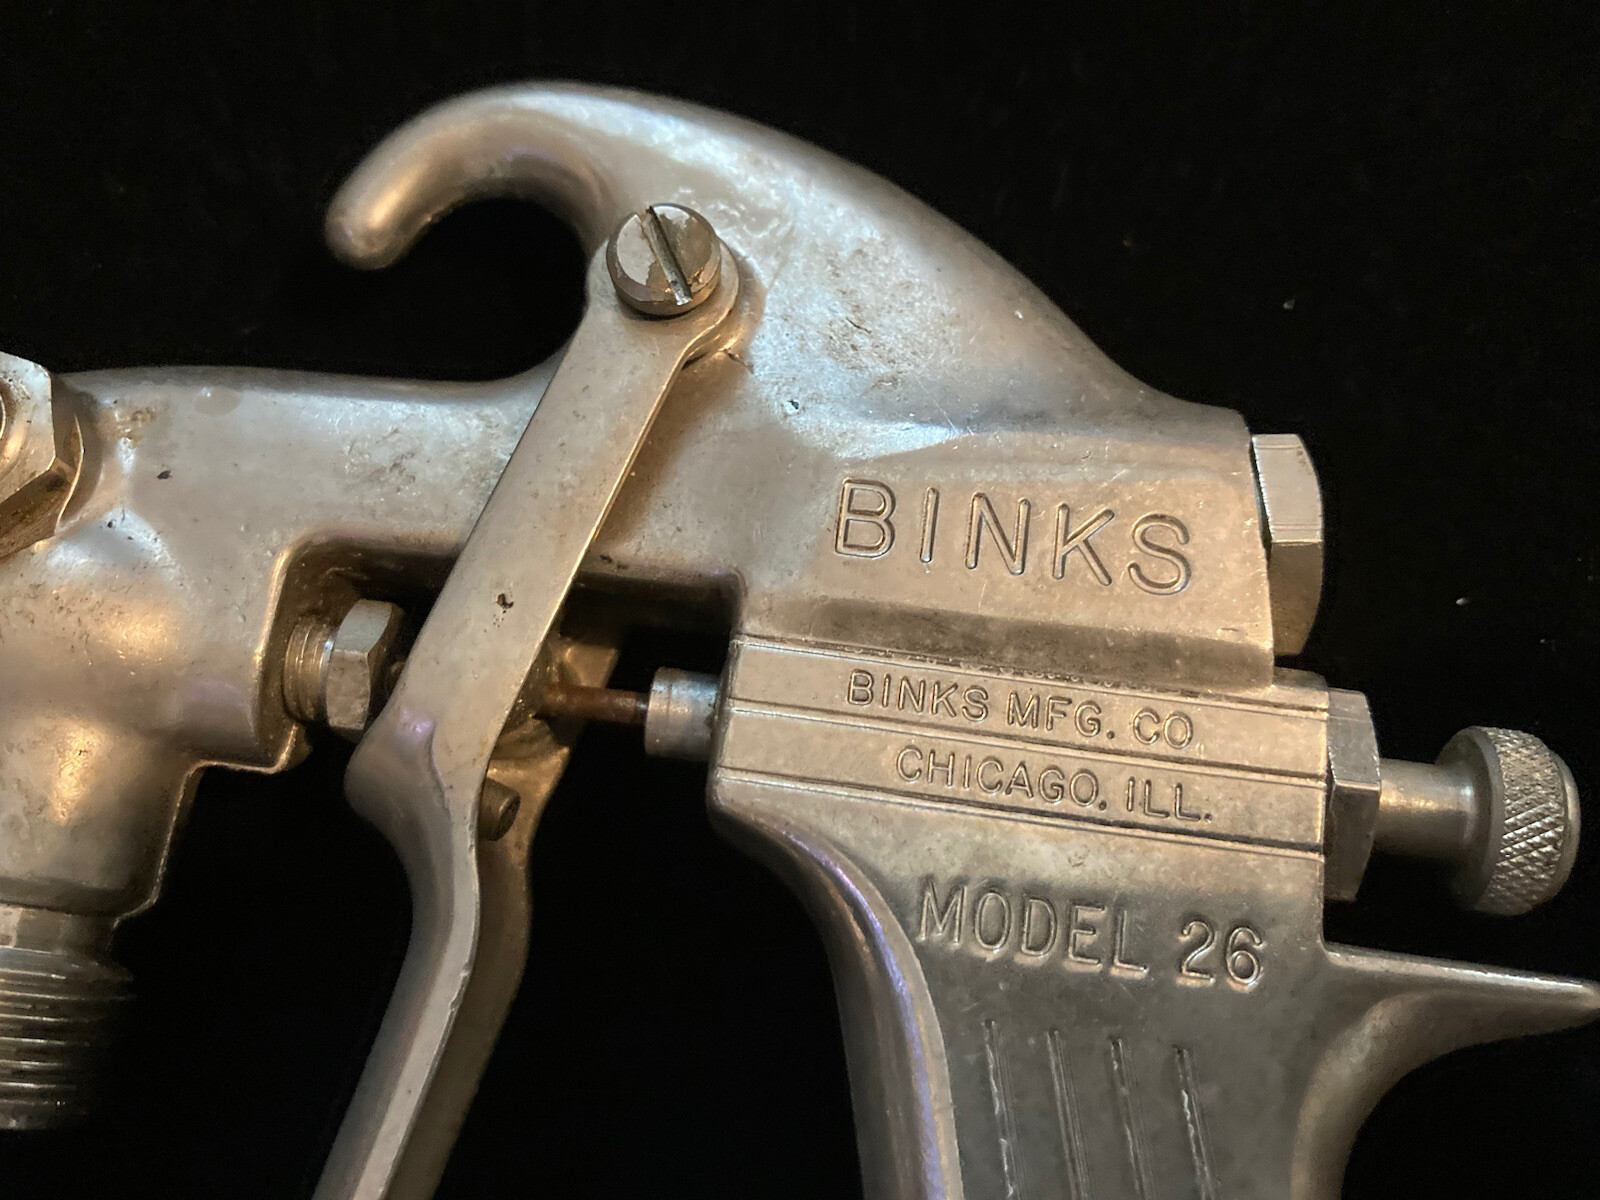 BINKS
BINKS MFG. CO.
CHICAGO. ILL.
MODEL 26